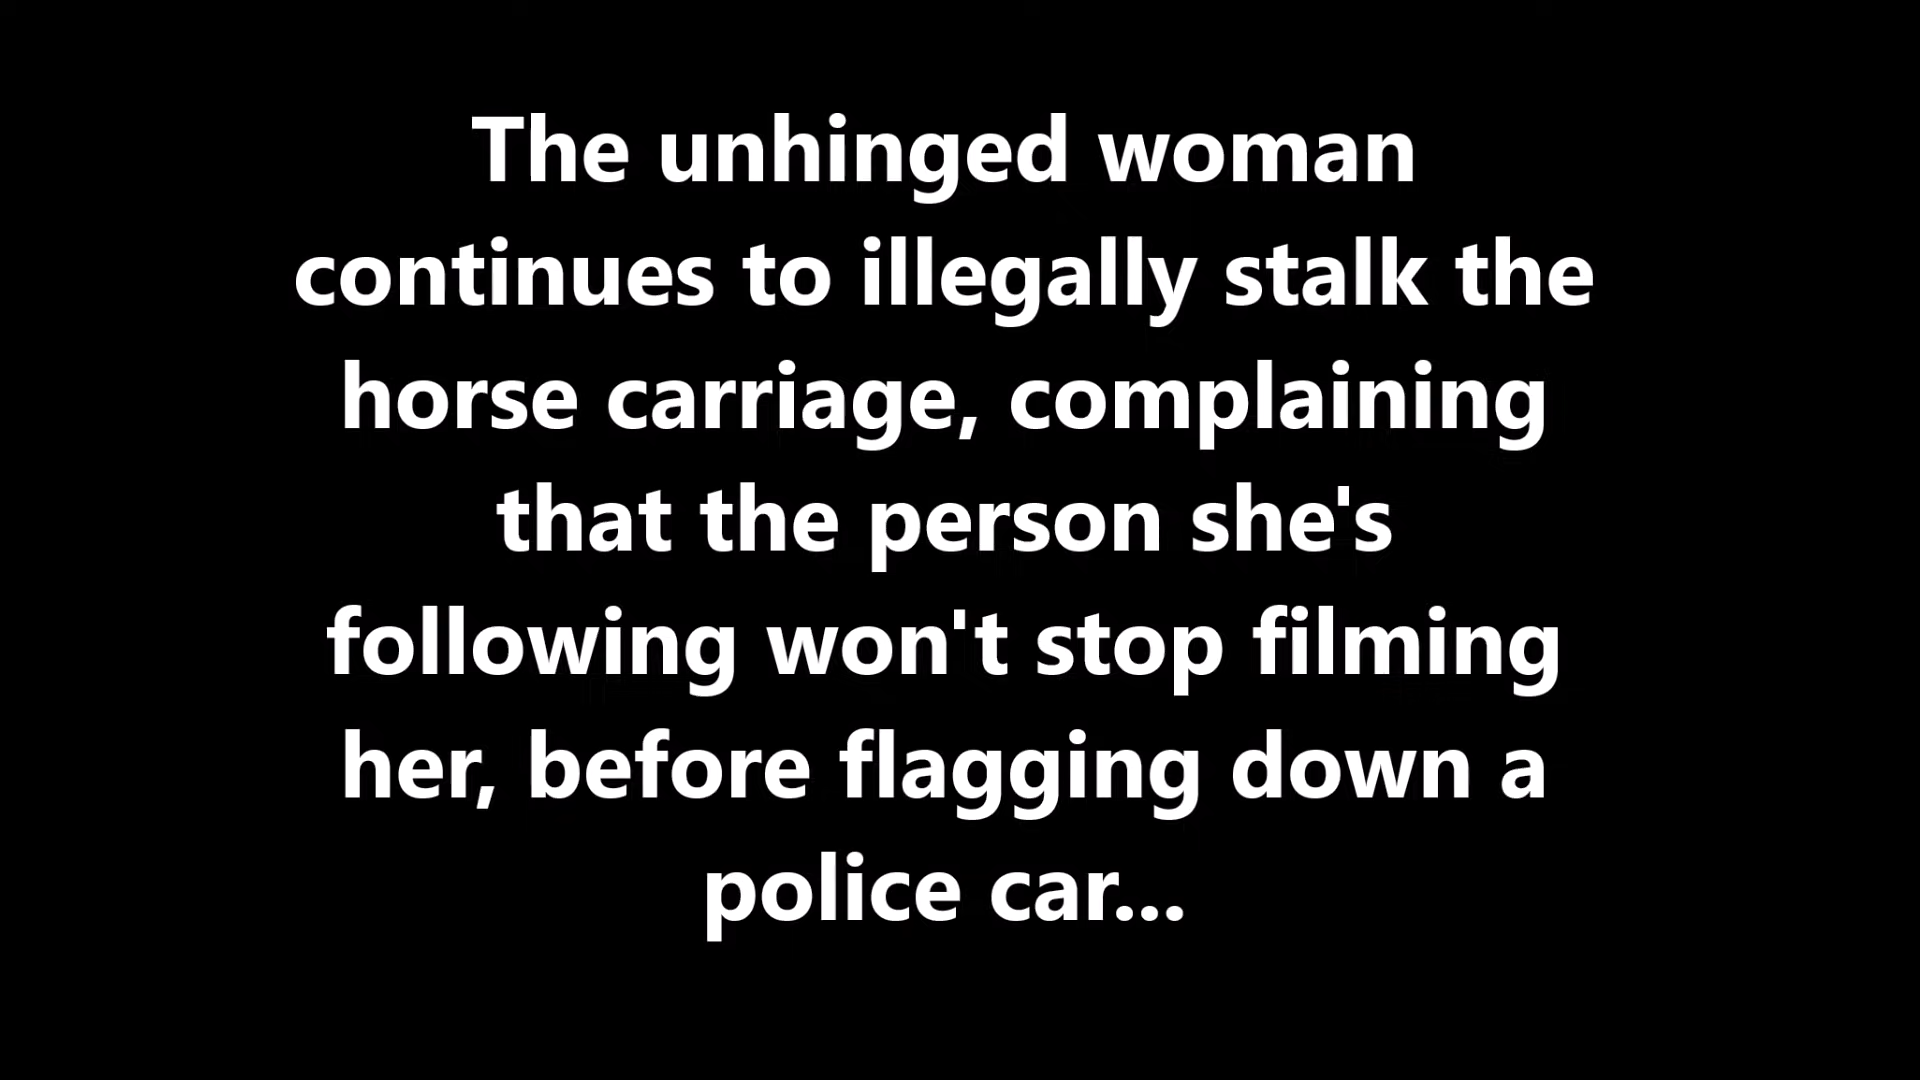 The unhinged woman
continues to illegally stalk the
horse carriage, complaining
that the person she's
following won't stop filming
her, before flagging down a
police car...